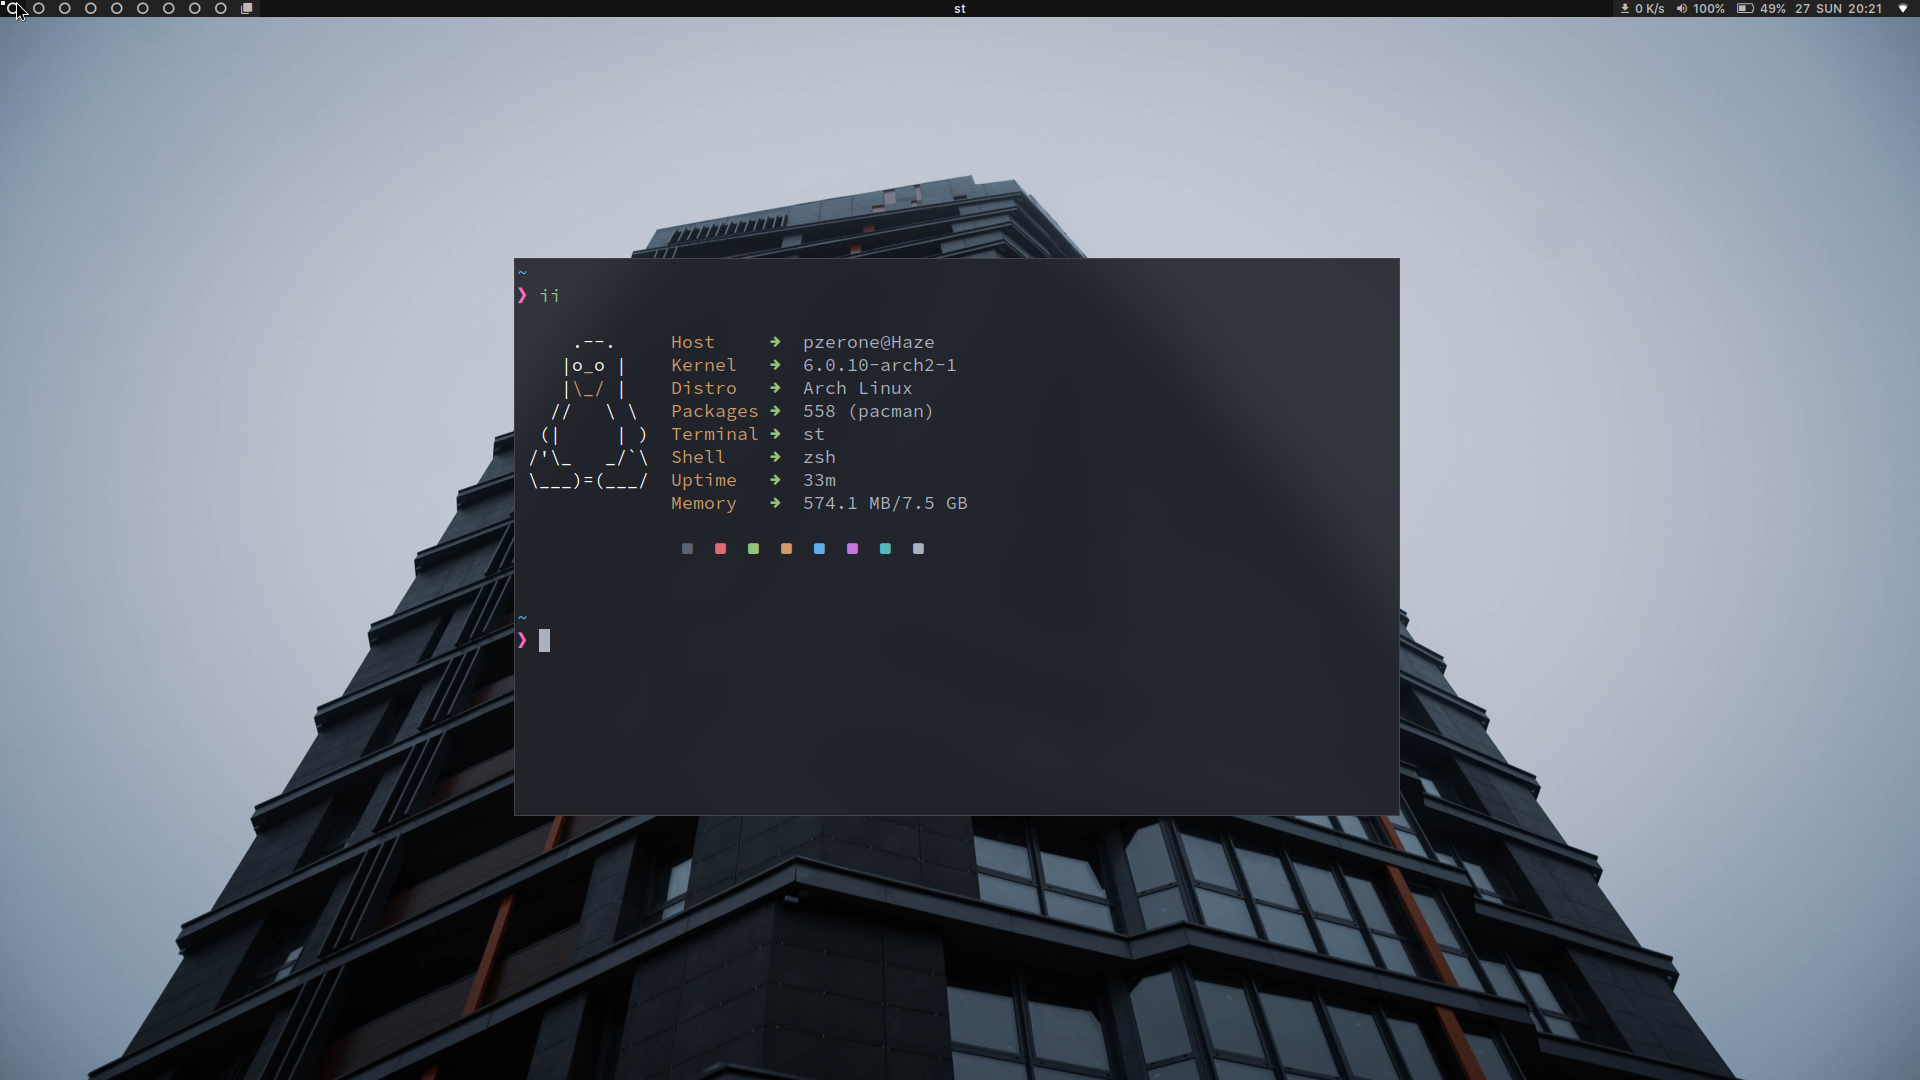 st
0 K/s 100% 49% 27 SUN 20:21
~
❯ ii
.--.
|o_o |
|\_/ |
// \ \
(| | )
/'\_ _/`\
\___)=(___/
Host ➜ pzerone@Haze
Kernel ➜ 6.0.10-arch2-1
Distro ➜ Arch Linux
Packages ➜ 558 (pacman)
Terminal ➜ st
Shell ➜ zsh
Uptime ➜ 33m
Memory ➜ 574.1 MB/7.5 GB
~
❯